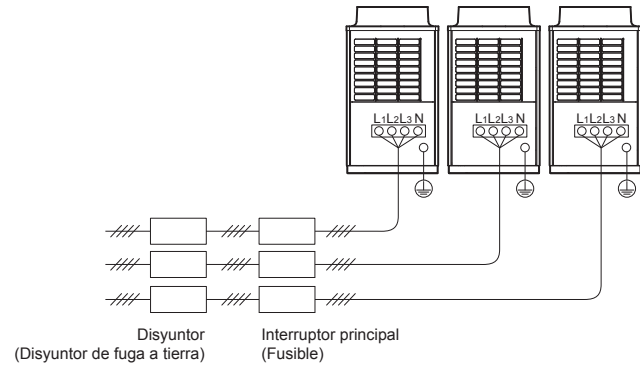 L1L2L3 N L1L2L3 N L1L2L3 N
Disyuntor
(Disyuntor de fuga a tierra)
Interruptor principal
(Fusible)